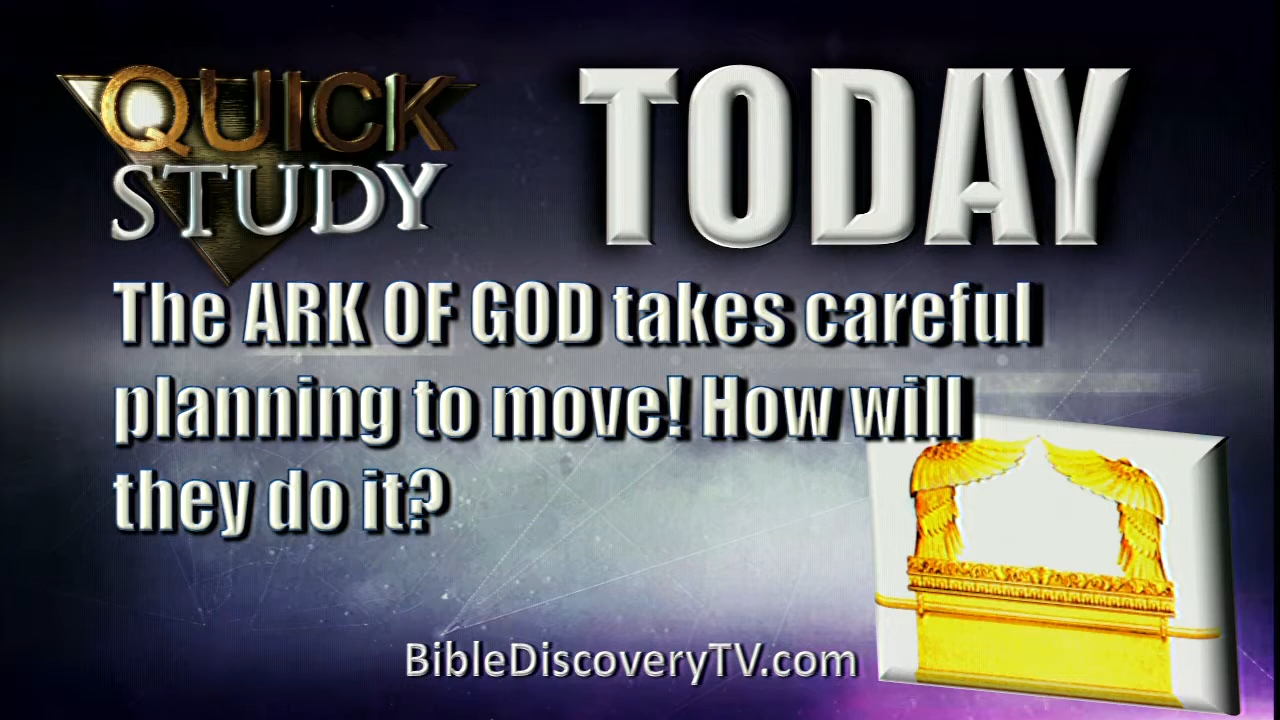 QUICK
STUDY
TODAY
The ARK OF GOD takes careful
planning to move! How will
they do it?
BibleDiscoveryTV.com